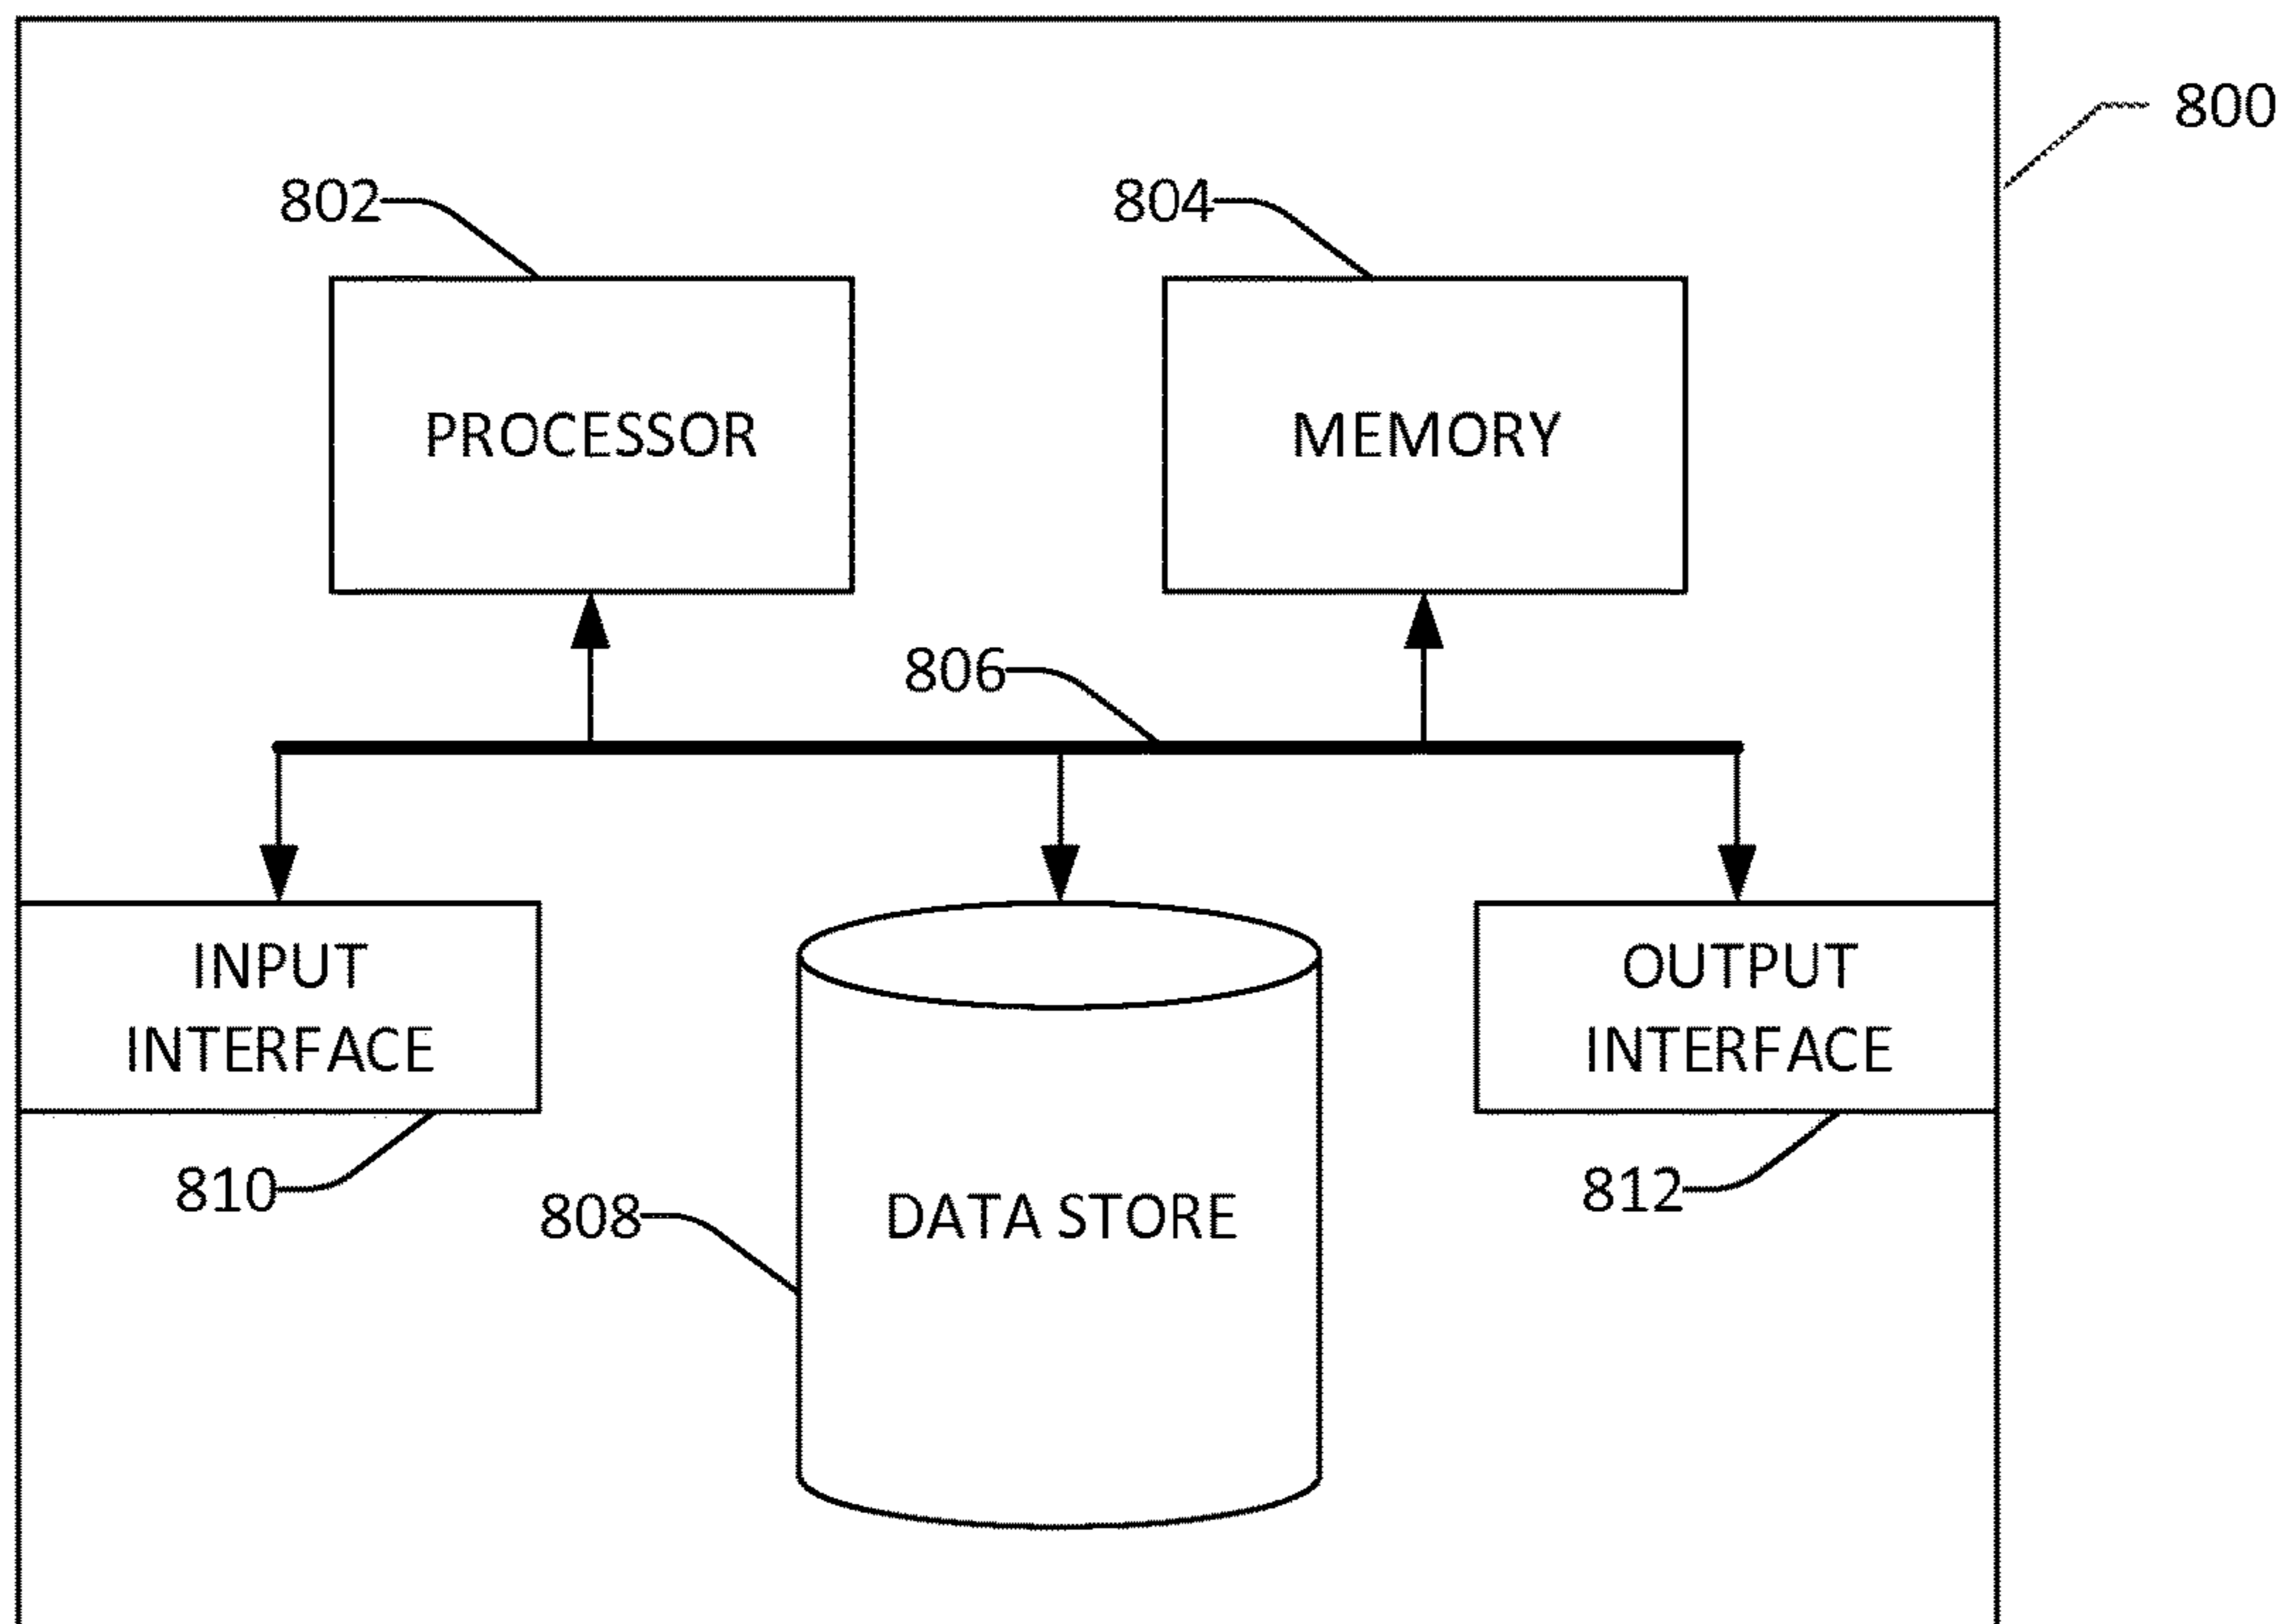 800
802
804
PROCESSOR
MEMORY
806
INPUT
INTERFACE
OUTPUT
INTERFACE
810
808
DATA STORE
812